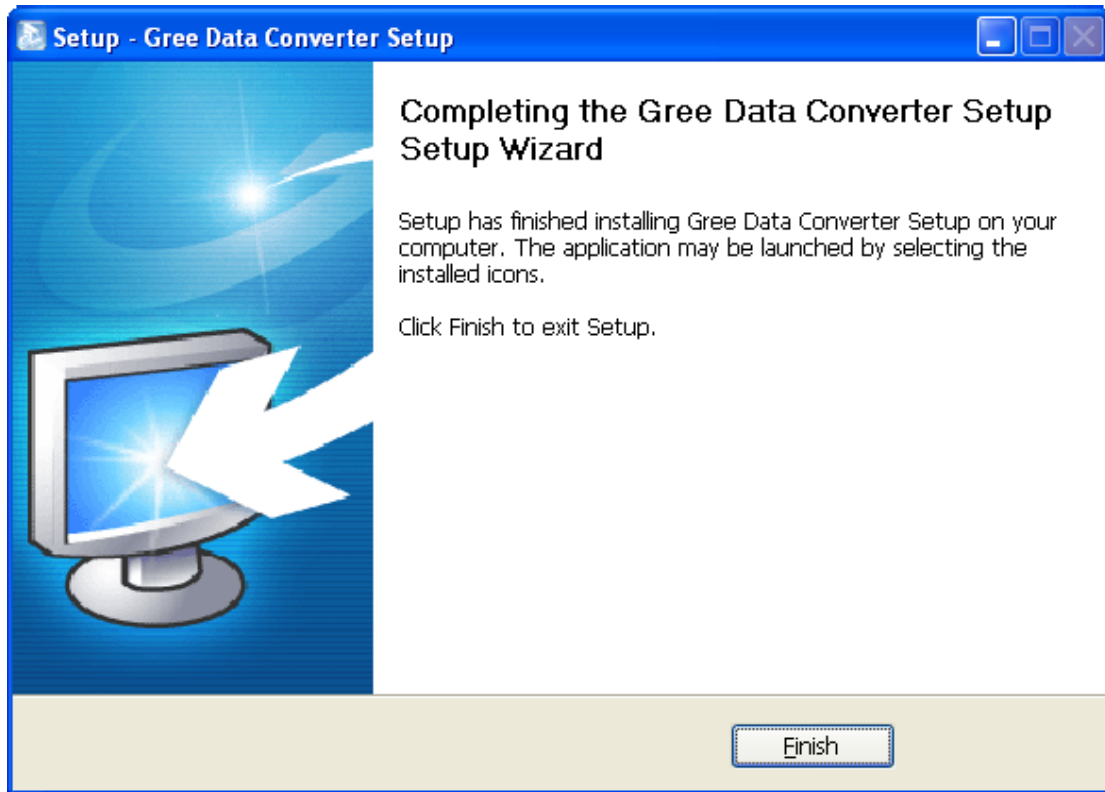 Setup - Gree Data Converter Setup
Completing the Gree Data Converter Setup
Setup Wizard
Setup has finished installing Gree Data Converter Setup on your
computer. The application may be launched by selecting the
installed icons.
Click Finish to exit Setup.
Finish